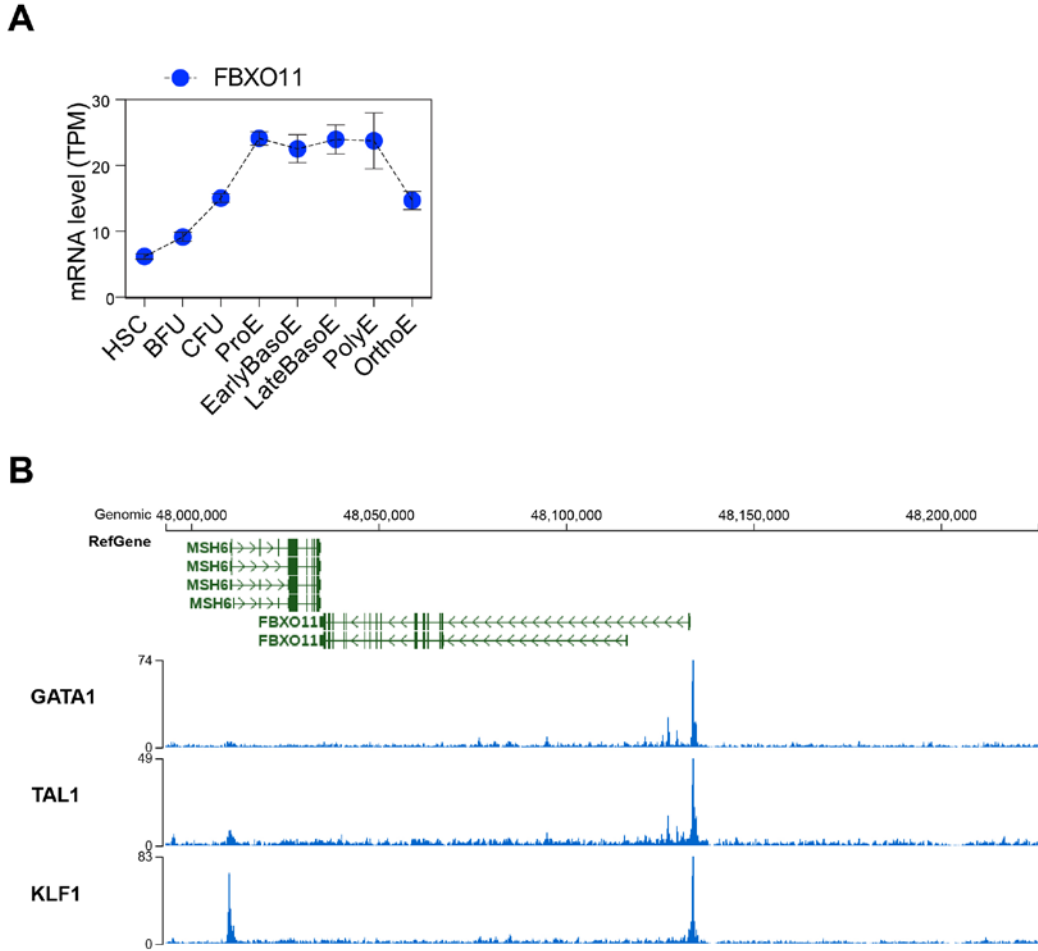 A
FBXO11
mRNA level (TPM)
30
20
10
0
HSC
BFU
CFU
ProE
EarlyBasoE
LateBasoE
PolyE
OrthoE
B
Genomic 48,000,000 48,050,000 48,100,000 48,150,000 48,200,000
RefGene
MSH6
MSH6
MSH6
MSH6
FBXO11
FBXO11
74
GATA1
0
49
TAL1
0
83
KLF1
0